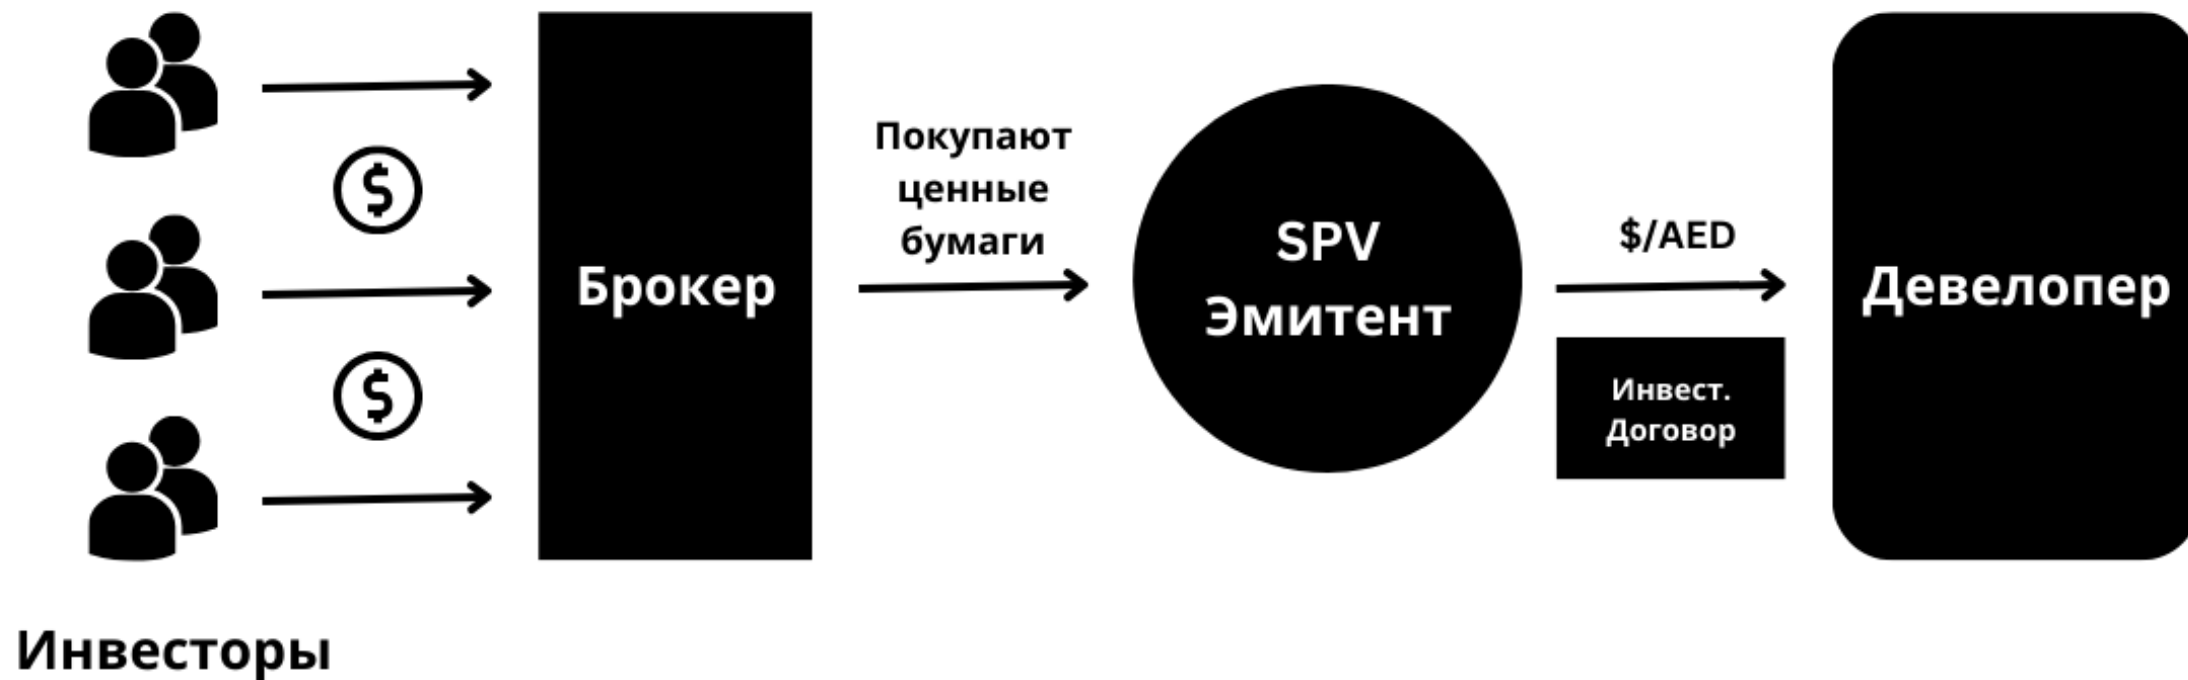 $
$
Инвесторы
Брокер
Покупают
ценные
бумаги
SPV
Эмитент
$/AED
Инвест.
Договор
Девелопер